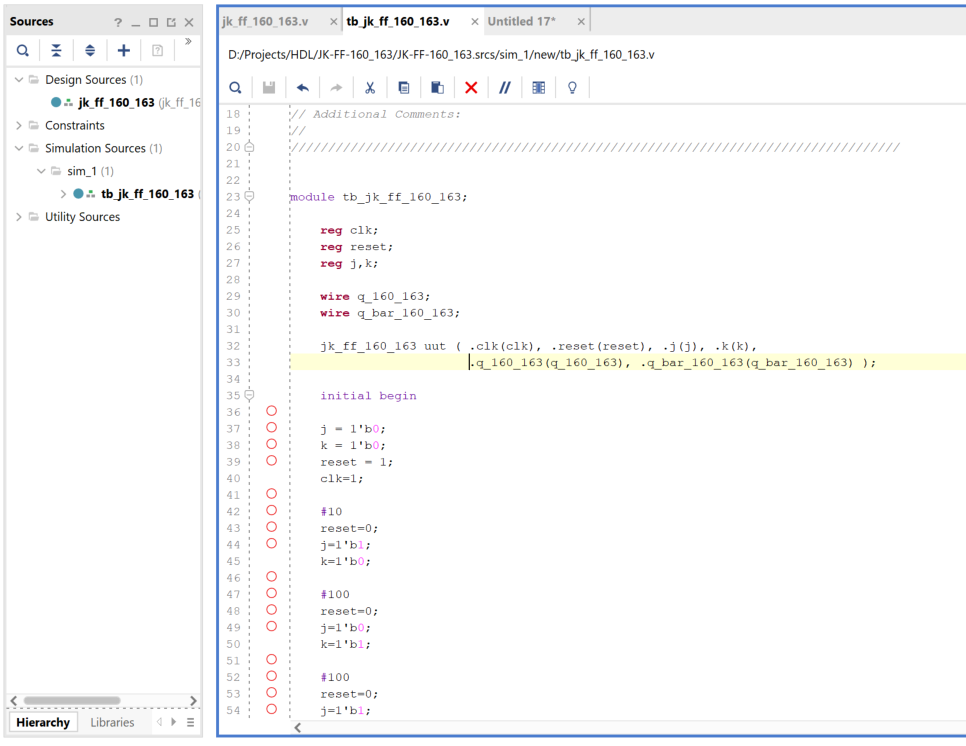 Sources
Design Sources (1)
jk_ff_160_163 (jk_ff_16
Constraints
Simulation Sources (1)
sim_1 (1)
tb_jk_ff_160_163 (
Utility Sources
Hierarchy Libraries
jk_ff_160_163.v tb_jk_ff_160_163.v Untitled 17*
D:/Projects/HDL/JK-FF-160_163/JK-FF-160_163.srcs/sim_1/new/tb_jk_ff_160_163.v
18 // Additional Comments:
19 //
20 //////////////////////////////////////////////////////////////////////////////////
21
22
23 module tb_jk_ff_160_163;
24
25 reg clk;
26 reg reset;
27 reg j,k;
28
29 wire q_160_163;
30 wire q_bar_160_163;
31
32 jk_ff_160_163 uut ( .clk(clk), .reset(reset), .j(j), .k(k),
33 .q_160_163(q_160_163), .q_bar_160_163(q_bar_160_163) );
34
35 initial begin
36
37 j = 1'b0;
38 k = 1'b0;
39 reset = 1;
40 clk=1;
41
42 #10
43 reset=0;
44 j=1'b1;
45 k=1'b0;
46
47 #100
48 reset=0;
49 j=1'b0;
50 k=1'b1;
51
52 #100
53 reset=0;
54 j=1'b1;